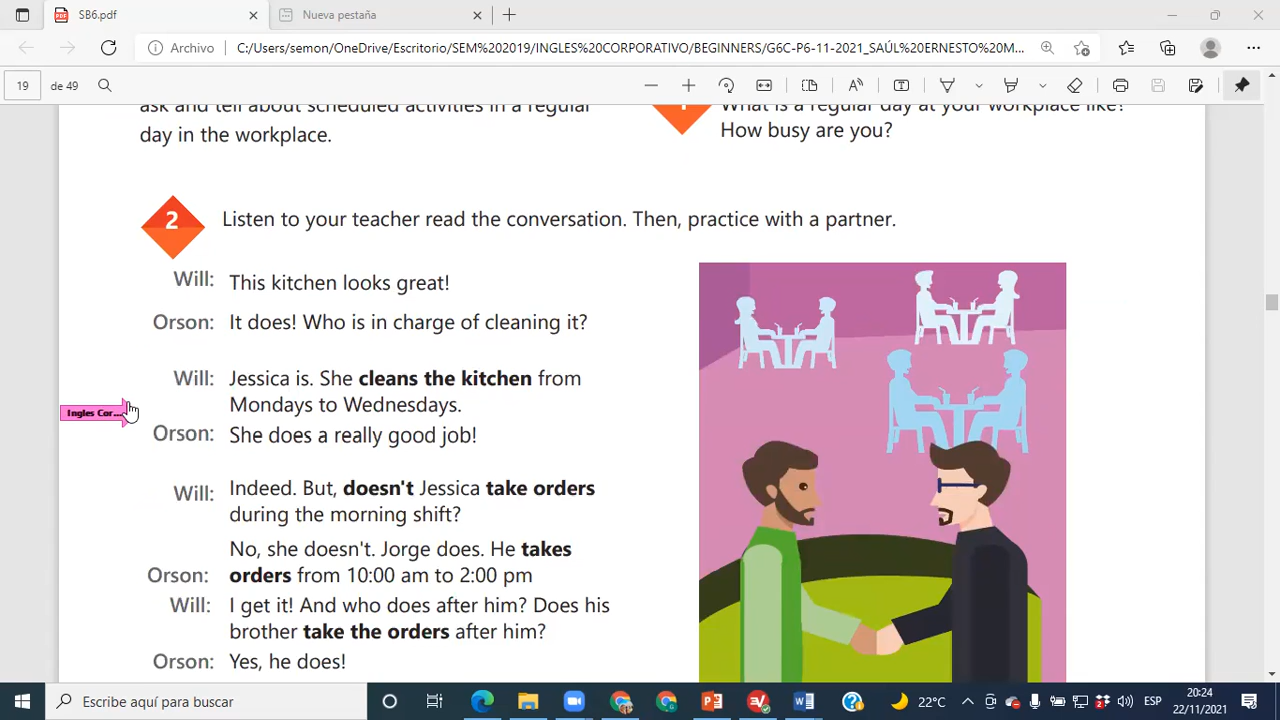 SB6.pdf
Nueva pestaña
Archivo
C:/Users/semon/OneDrive/Escritorio/SEM%202019/INGLES%20CORPORATIVO/BEGINNERS/G6C-P6-11-2021_SAÚL%20ERNESTO%20M...
19 de 49
ask and tell about scheduled activities in a regular
day in the workplace.
1
What is a regular day at your workplace like?
How busy are you?
2
Listen to your teacher read the conversation. Then, practice with a partner.
Will: This kitchen looks great!
Orson: It does! Who is in charge of cleaning it?
Will: Jessica is. She cleans the kitchen from
Mondays to Wednesdays.
Ingles Cor...
Orson: She does a really good job!
Will: Indeed. But, doesn't Jessica take orders
during the morning shift?
No, she doesn't. Jorge does. He takes
Orson: orders from 10:00 am to 2:00 pm
Will: I get it! And who does after him? Does his
brother take the orders after him?
Orson: Yes, he does!
Escribe aquí para buscar
22°C
ESP
20:24
22/11/2021